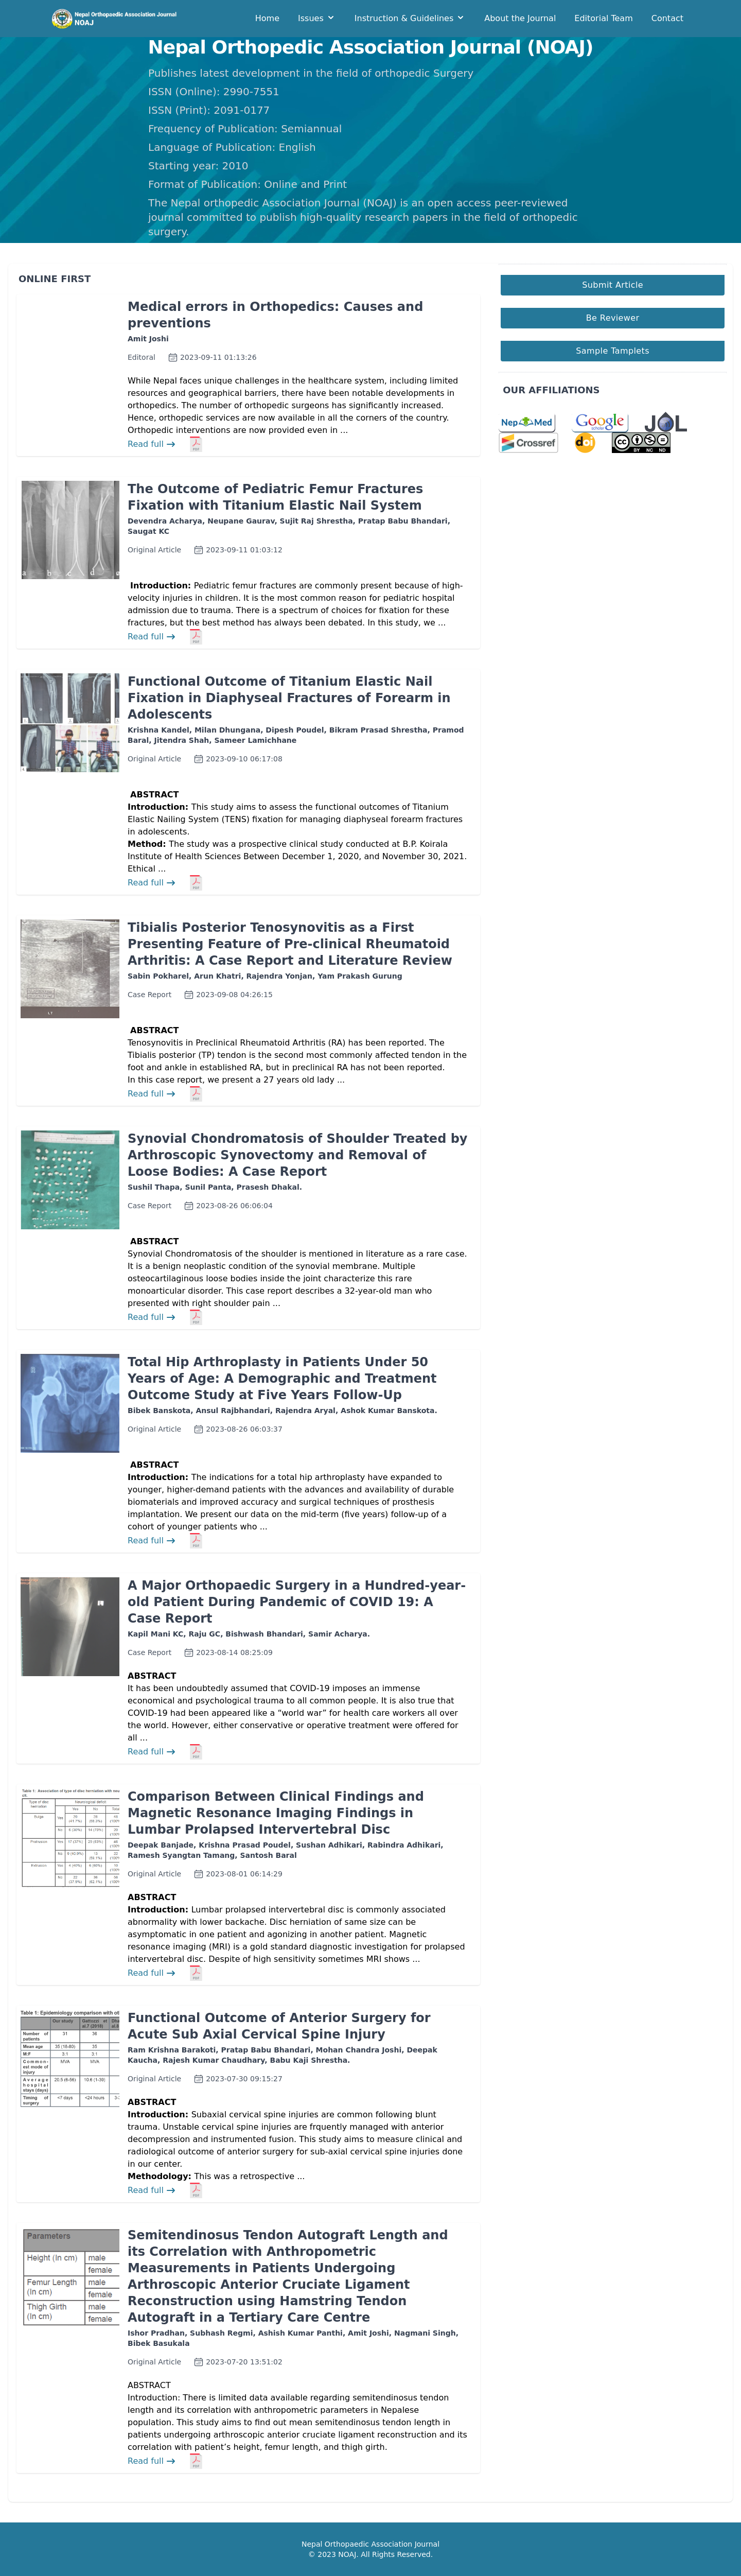 Nepal Orthopaedic Association Journal
NOAJ
Home
Issues
Instruction & Guidelines
About the Journal
Editorial Team
Contact
Nepal Orthopedic Association Journal (NOAJ)
Publishes latest development in the field of orthopedic Surgery
ISSN (Online): 2990-7551
ISSN (Print): 2091-0177
Frequency of Publication: Semiannual
Language of Publication: English
Starting year: 2010
Format of Publication: Online and Print
The Nepal orthopedic Association Journal (NOAJ) is an open access peer-reviewed
journal committed to publish high-quality research papers in the field of orthopedic
surgery.
ONLINE FIRST
Medical errors in Orthopedics: Causes and
preventions
Amit Joshi
Editoral 2023-09-11 01:13:26
While Nepal faces unique challenges in the healthcare system, including limited
resources and geographical barriers, there have been notable developments in
orthopedics. The number of orthopedic surgeons has significantly increased.
Hence, orthopedic services are now available in all the corners of the country.
Orthopedic interventions are now provided even in ...
Read full
The Outcome of Pediatric Femur Fractures
Fixation with Titanium Elastic Nail System
Devendra Acharya, Neupane Gaurav, Sujit Raj Shrestha, Pratap Babu Bhandari,
Saugat KC
Original Article 2023-09-11 01:03:12
Introduction: Pediatric femur fractures are commonly present because of high-
velocity injuries in children. It is the most common reason for pediatric hospital
admission due to trauma. There is a spectrum of choices for fixation for these
fractures, but the best method has always been debated. In this study, we ...
Read full
Functional Outcome of Titanium Elastic Nail
Fixation in Diaphyseal Fractures of Forearm in
Adolescents
Krishna Kandel, Milan Dhungana, Dipesh Poudel, Bikram Prasad Shrestha, Pramod
Baral, Jitendra Shah, Sameer Lamichhane
Original Article 2023-09-10 06:17:08
ABSTRACT
Introduction: This study aims to assess the functional outcomes of Titanium
Elastic Nailing System (TENS) fixation for managing diaphyseal forearm fractures
in adolescents.
Method: The study was a prospective clinical study conducted at B.P. Koirala
Institute of Health Sciences Between December 1, 2020, and November 30, 2021.
Ethical ...
Read full
Tibialis Posterior Tenosynovitis as a First
Presenting Feature of Pre-clinical Rheumatoid
Arthritis: A Case Report and Literature Review
Sabin Pokharel, Arun Khatri, Rajendra Yonjan, Yam Prakash Gurung
Case Report 2023-09-08 04:26:15
ABSTRACT
Tenosynovitis in Preclinical Rheumatoid Arthritis (RA) has been reported. The
Tibialis posterior (TP) tendon is the second most commonly affected tendon in the
foot and ankle in established RA, but in preclinical RA has not been reported.
In this case report, we present a 27 years old lady ...
Read full
Synovial Chondromatosis of Shoulder Treated by
Arthroscopic Synovectomy and Removal of
Loose Bodies: A Case Report
Sushil Thapa, Sunil Panta, Prasesh Dhakal.
Case Report 2023-08-26 06:06:04
ABSTRACT
Synovial Chondromatosis of the shoulder is mentioned in literature as a rare case.
It is a benign neoplastic condition of the synovial membrane. Multiple
osteocartilaginous loose bodies inside the joint characterize this rare
monoarticular disorder. This case report describes a 32-year-old man who
presented with right shoulder pain ...
Read full
Total Hip Arthroplasty in Patients Under 50
Years of Age: A Demographic and Treatment
Outcome Study at Five Years Follow-Up
Bibek Banskota, Ansul Rajbhandari, Rajendra Aryal, Ashok Kumar Banskota.
Original Article 2023-08-26 06:03:37
ABSTRACT
Introduction: The indications for a total hip arthroplasty have expanded to
younger, higher-demand patients with the advances and availability of durable
biomaterials and improved accuracy and surgical techniques of prosthesis
implantation. We present our data on the mid-term (five years) follow-up of a
cohort of younger patients who ...
Read full
A Major Orthopaedic Surgery in a Hundred-year-
old Patient During Pandemic of COVID 19: A
Case Report
Kapil Mani KC, Raju GC, Bishwash Bhandari, Samir Acharya.
Case Report 2023-08-14 08:25:09
ABSTRACT
It has been undoubtedly assumed that COVID-19 imposes an immense
economical and psychological trauma to all common people. It is also true that
COVID-19 had been appeared like a “world war” for health care workers all over
the world. However, either conservative or operative treatment were offered for
all ...
Read full
Comparison Between Clinical Findings and
Magnetic Resonance Imaging Findings in
Lumbar Prolapsed Intervertebral Disc
Deepak Banjade, Krishna Prasad Poudel, Sushan Adhikari, Rabindra Adhikari,
Ramesh Syangtan Tamang, Santosh Baral
Original Article 2023-08-01 06:14:29
ABSTRACT
Introduction: Lumbar prolapsed intervertebral disc is commonly associated
abnormality with lower backache. Disc herniation of same size can be
asymptomatic in one patient and agonizing in another patient. Magnetic
resonance imaging (MRI) is a gold standard diagnostic investigation for prolapsed
intervertebral disc. Despite of high sensitivity sometimes MRI shows ...
Read full
Table 1: Epidemiology comparison with ot
Functional Outcome of Anterior Surgery for
Acute Sub Axial Cervical Spine Injury
Ram Krishna Barakoti, Pratap Babu Bhandari, Mohan Chandra Joshi, Deepak
Kaucha, Rajesh Kumar Chaudhary, Babu Kaji Shrestha.
Original Article 2023-07-30 09:15:27
ABSTRACT
Introduction: Subaxial cervical spine injuries are common following blunt
trauma. Unstable cervical spine injuries are frquently managed with anterior
decompression and instrumented fusion. This study aims to measure clinical and
radiological outcome of anterior surgery for sub-axial cervical spine injuries done
in our center.
Methodology: This was a retrospective ...
Read full
Parameters
Height (In cm) male
female
Femur Length (In cm) male
female
Thigh Girth (In cm) male
female
Semitendinosus Tendon Autograft Length and
its Correlation with Anthropometric
Measurements in Patients Undergoing
Arthroscopic Anterior Cruciate Ligament
Reconstruction using Hamstring Tendon
Autograft in a Tertiary Care Centre
Ishor Pradhan, Subhash Regmi, Ashish Kumar Panthi, Amit Joshi, Nagmani Singh,
Bibek Basukala
Original Article 2023-07-20 13:51:02
ABSTRACT
Introduction: There is limited data available regarding semitendinosus tendon
length and its correlation with anthropometric parameters in Nepalese
population. This study aims to find out mean semitendinosus tendon length in
patients undergoing arthroscopic anterior cruciate ligament reconstruction and its
correlation with patient’s height, femur length, and thigh girth.
Read full
Submit Article
Be Reviewer
Sample Tamplets
OUR AFFILIATIONS
NepMed
Google
JOL
Crossref
doi
CC BY NC ND
Nepal Orthopaedic Association Journal
© 2023 NOAJ. All Rights Reserved.